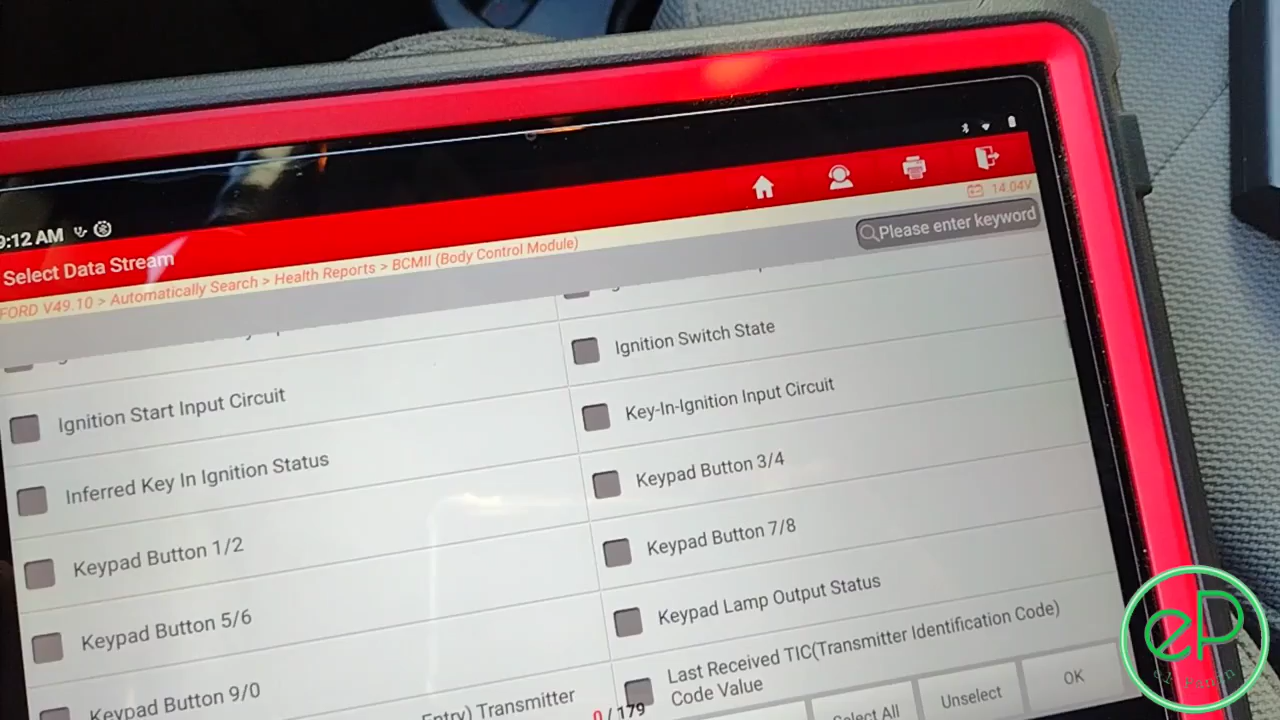 9:12 AM
14.04V
Select Data Stream
Please enter keyword
FORD V49.10 > Automatically Search > Health Reports > BCMII (Body Control Module)
Ignition Start Input Circuit
Ignition Switch State
Inferred Key In Ignition Status
Key-In-Ignition Input Circuit
Keypad Button 1/2
Keypad Button 3/4
Keypad Button 5/6
Keypad Button 7/8
Keypad Button 9/0
Keypad Lamp Output Status
Entry) Transmitter
Last Received TIC(Transmitter Identification Code)
Code Value
0 / 179
Select All
Unselect
OK
eP